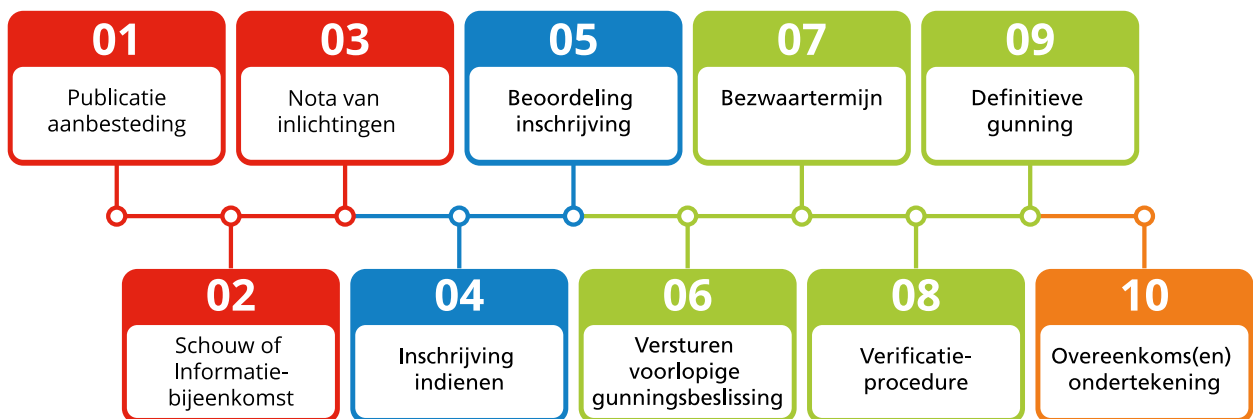 01
Publicatie
aanbesteding
02
Schouw of
Informatie-
bijeenkomst
03
Nota van
inlichtingen
04
Inschrijving
indienen
05
Beoordeling
inschrijving
06
Versturen
voorlopige
gunningsbeslissing
07
Bezwaartermijn
08
Verificatie-
procedure
09
Definitieve
gunning
10
Overeenkoms(en)
ondertekening